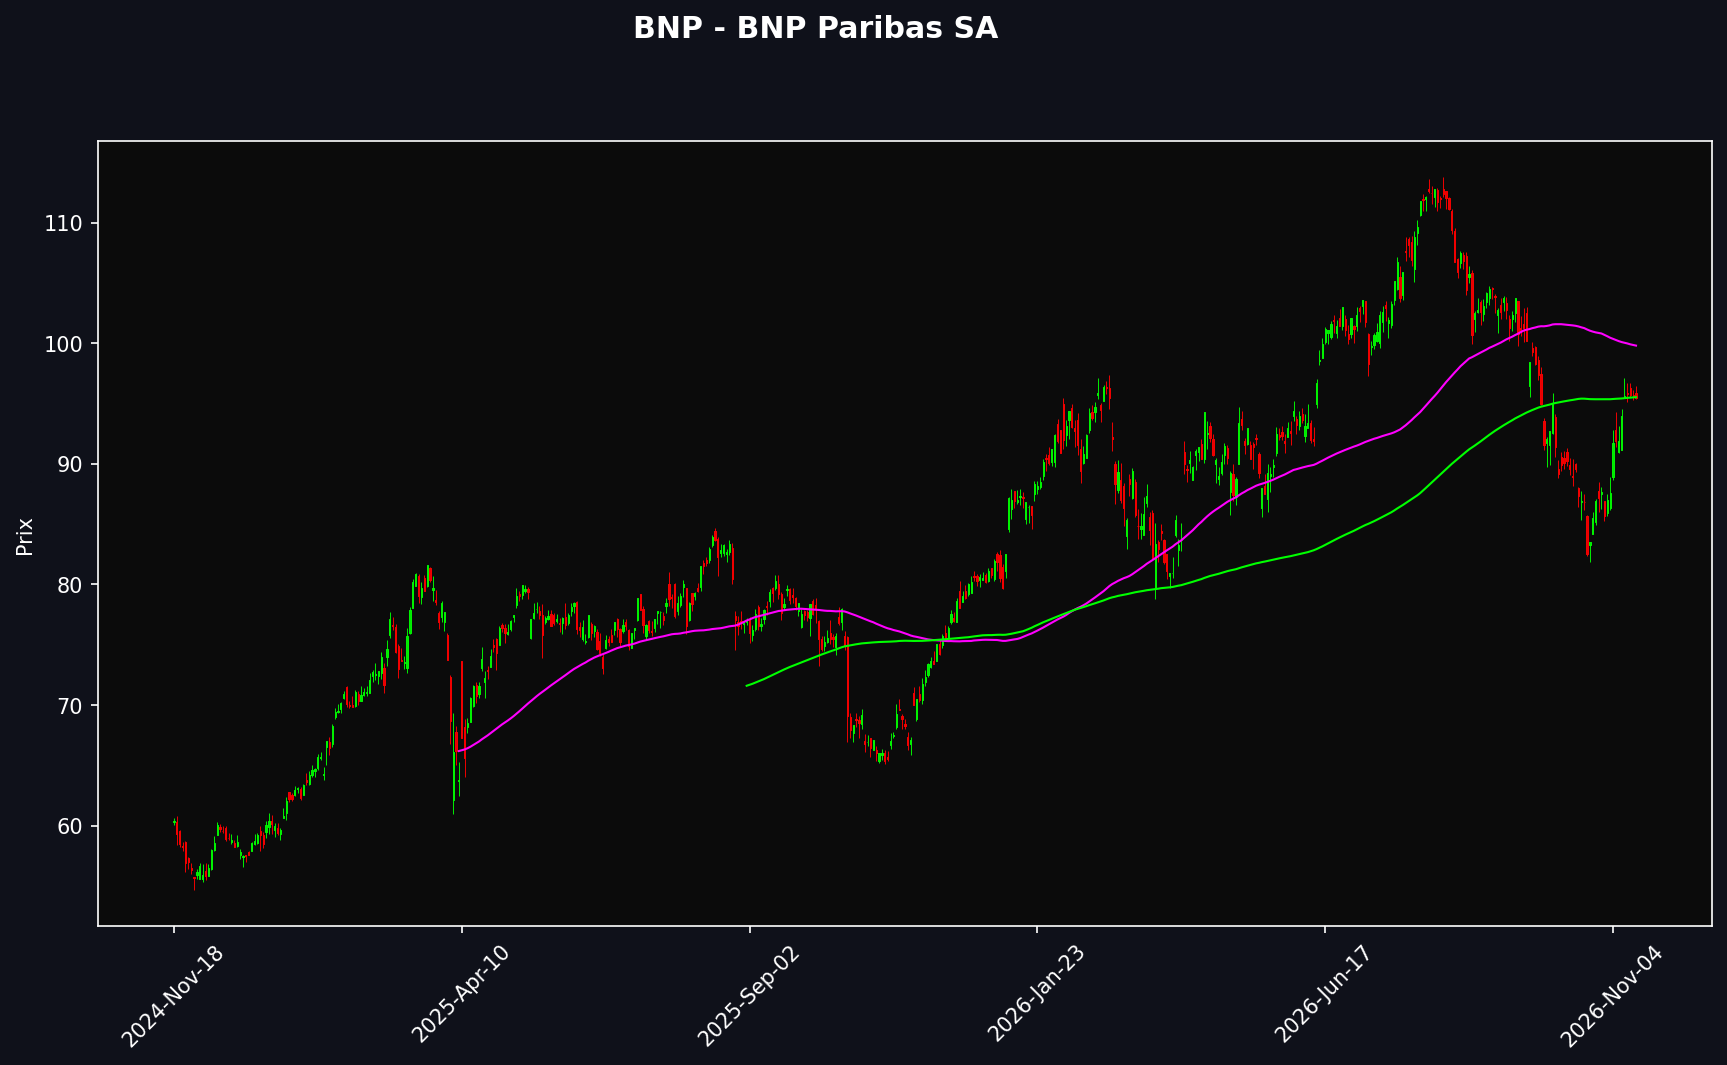 BNP - BNP Paribas SA
110
100
90
80
70
60
Prix
2024-Nov-18
2025-Apr-10
2025-Sep-02
2026-Jan-23
2026-Jun-17
2026-Nov-04